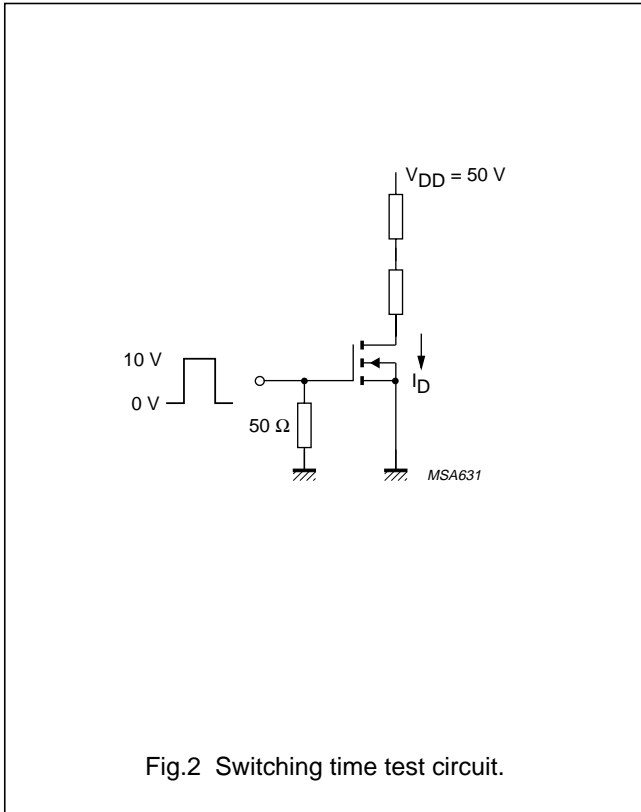 V_DD = 50 V
10 V
0 V
50 Ω
I_D
MSA631
Fig.2 Switching time test circuit.